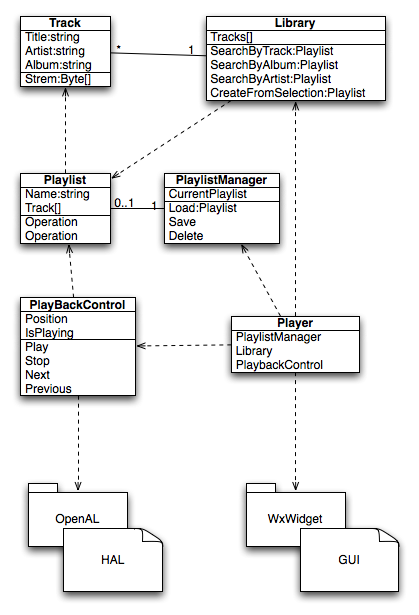 Track
Title:string
Artist:string
Album:string
Strem:Byte[]
*
1
Library
Tracks[]
SearchByTrack:Playlist
SearchByAlbum:Playlist
SearchByArtist:Playlist
CreateFromSelection:Playlist
Playlist
Name:string
Track[]
Operation
Operation
0..1
1
PlaylistManager
CurrentPlaylist
Load:Playlist
Save
Delete
PlayBackControl
Position
IsPlaying
Play
Stop
Next
Previous
Player
PlaylistManager
Library
PlaybackControl
OpenAL
HAL
WxWidget
GUI